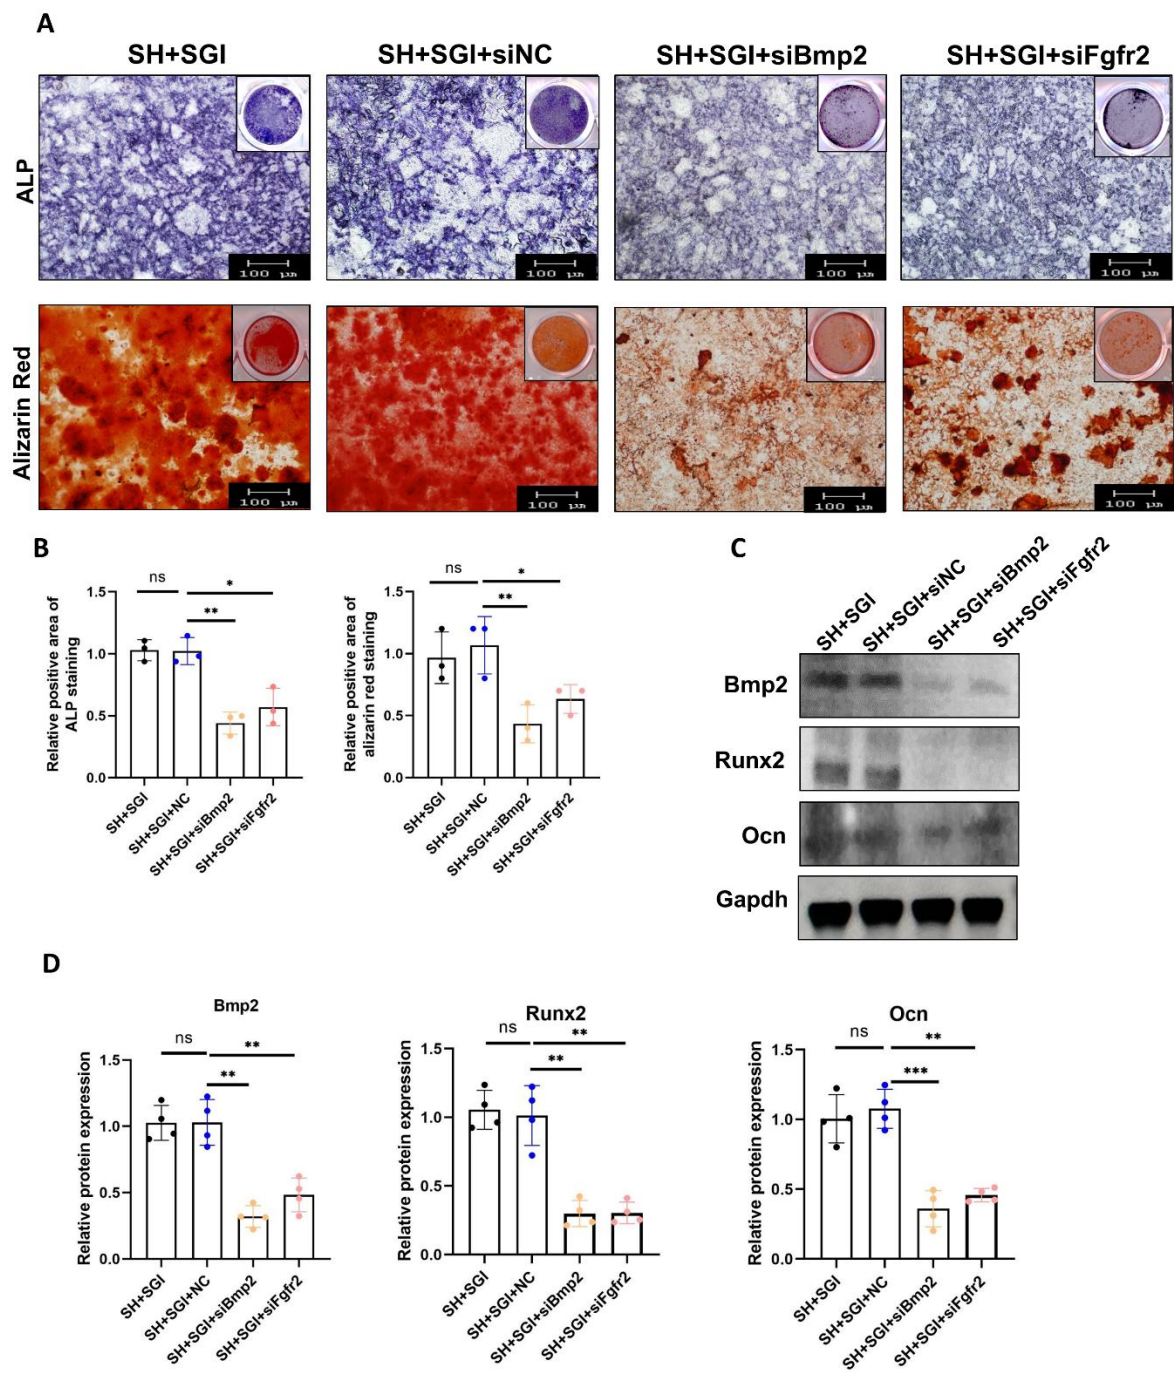 A
SH+SGI
SH+SGI+siNC
SH+SGI+siBmp2
SH+SGI+siFgfr2
ALP
100 µm
100 µm
100 µm
100 µm
Alizarin Red
100 µm
100 µm
100 µm
100 µm
B
Relative positive area of
ALP staining
1.5
1.0
0.5
0.0
ns
*
**
SH+SGI
SH+SGI+NC
SH+SGI+siBmp2
SH+SGI+siFgfr2
Relative positive area of
alizarin red staining
1.5
1.0
0.5
0.0
ns
*
**
SH+SGI
SH+SGI+NC
SH+SGI+siBmp2
SH+SGI+siFgfr2
C
SH+SGI
SH+SGI+siNC
SH+SGI+siBmp2
SH+SGI+siFgfr2
Bmp2
Runx2
Ocn
Gapdh
D
Bmp2
Relative protein expression
1.5
1.0
0.5
0.0
ns
**
**
SH+SGI
SH+SGI+NC
SH+SGI+siBmp2
SH+SGI+siFgfr2
Runx2
Relative protein expression
1.5
1.0
0.5
0.0
ns
**
**
SH+SGI
SH+SGI+NC
SH+SGI+siBmp2
SH+SGI+siFgfr2
Ocn
Relative protein expression
1.5
1.0
0.5
0.0
ns
**
***
SH+SGI
SH+SGI+NC
SH+SGI+siBmp2
SH+SGI+siFgfr2